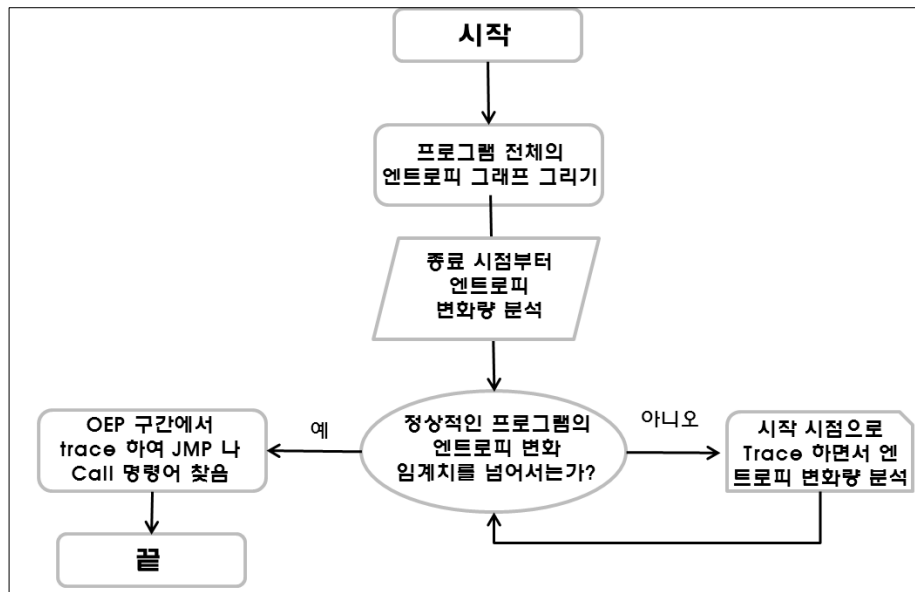 시작
프로그램 전체의
엔트로피 그래프 그리기
종료 시점부터
엔트로피
변화량 분석
정상적인 프로그램의
엔트로피 변화
임계치를 넘어서는가?
예
아니오
OEP 구간에서
trace 하여 JMP 나
Call 명령어 찾음
시작 시점으로
Trace 하면서 엔
트로피 변화량 분석
끝